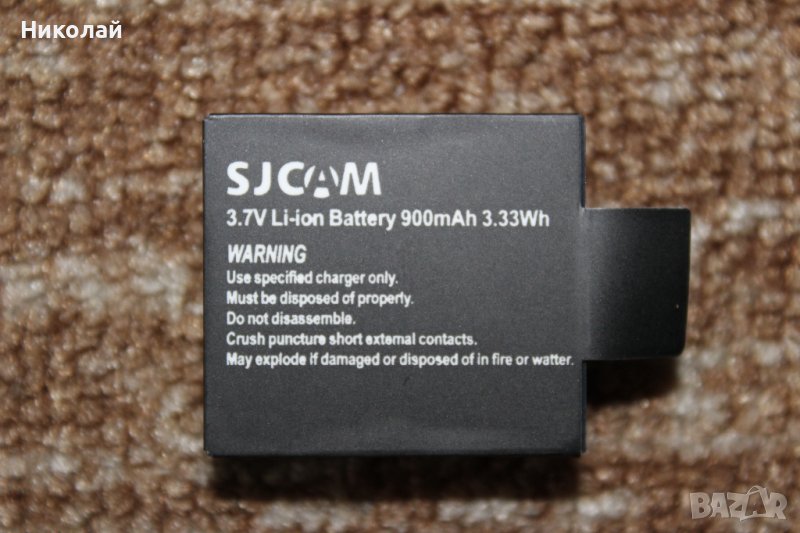 Николай
SJCAM
3.7V Li-ion Battery 900mAh 3.33Wh
WARNING
Use specified charger only.
Must be disposed of properly.
Do not disassemble.
Crush puncture short external contacts.
May explode if damaged or disposed of in fire or watter.
BAZAR